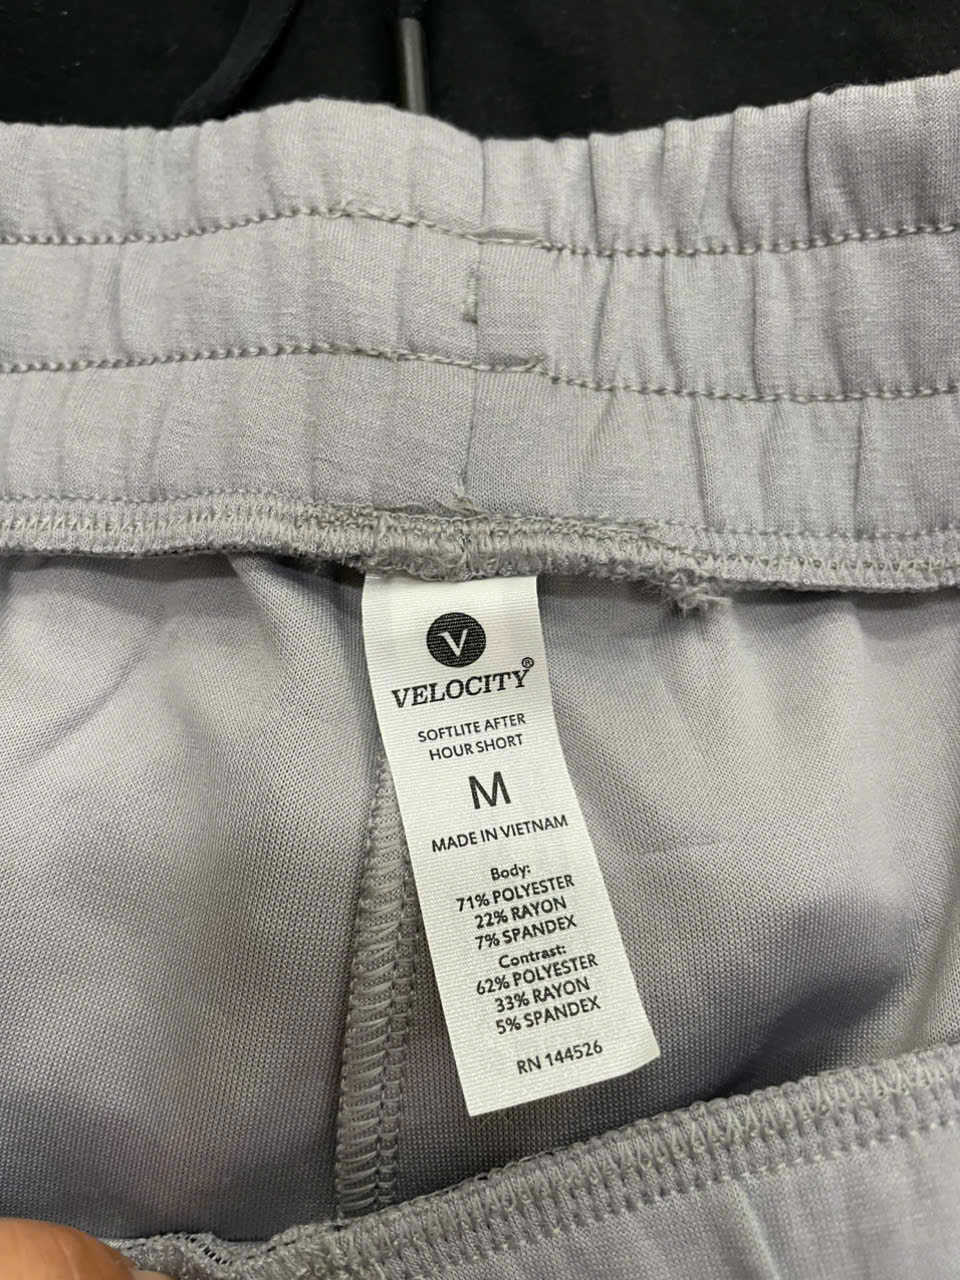 V
VELOCITY®
SOFTLITE AFTER
HOUR SHORT
M
MADE IN VIETNAM
Body:
71% POLYESTER
22% RAYON
7% SPANDEX
Contrast:
62% POLYESTER
33% RAYON
5% SPANDEX
RN 144526